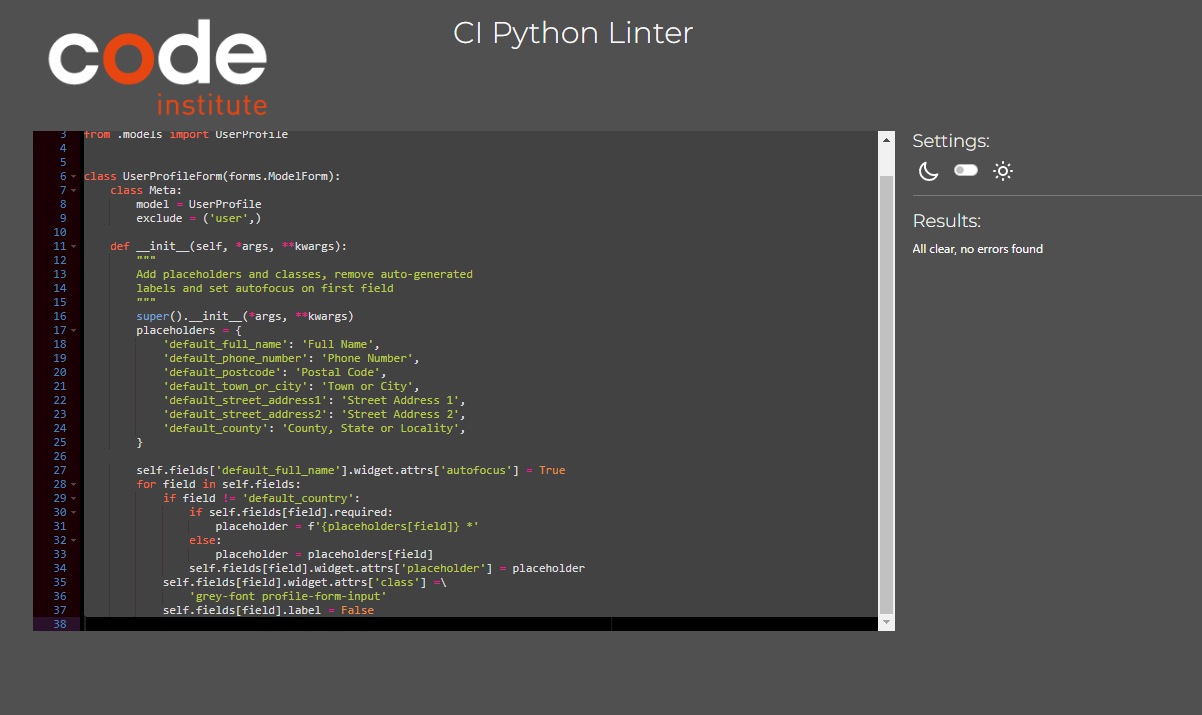 code
institute
CI Python Linter
3 from .models import UserProfile
4
5
6 class UserProfileForm(forms.ModelForm):
7     class Meta:
8         model = UserProfile
9         exclude = ('user',)
10
11     def __init__(self, *args, **kwargs):
12         """
13         Add placeholders and classes, remove auto-generated
14         labels and set autofocus on first field
15         """
16         super().__init__(*args, **kwargs)
17         placeholders = {
18             'default_full_name': 'Full Name',
19             'default_phone_number': 'Phone Number',
20             'default_postcode': 'Postal Code',
21             'default_town_or_city': 'Town or City',
22             'default_street_address1': 'Street Address 1',
23             'default_street_address2': 'Street Address 2',
24             'default_county': 'County, State or Locality',
25         }
26
27         self.fields['default_full_name'].widget.attrs['autofocus'] = True
28         for field in self.fields:
29             if field != 'default_country':
30                 if self.fields[field].required:
31                     placeholder = f'{placeholders[field]} *'
32                 else:
33                     placeholder = placeholders[field]
34                 self.fields[field].widget.attrs['placeholder'] = placeholder
35             self.fields[field].widget.attrs['class'] =\
36                 'grey-font profile-form-input'
37             self.fields[field].label = False
38
Settings:
Results:
All clear, no errors found